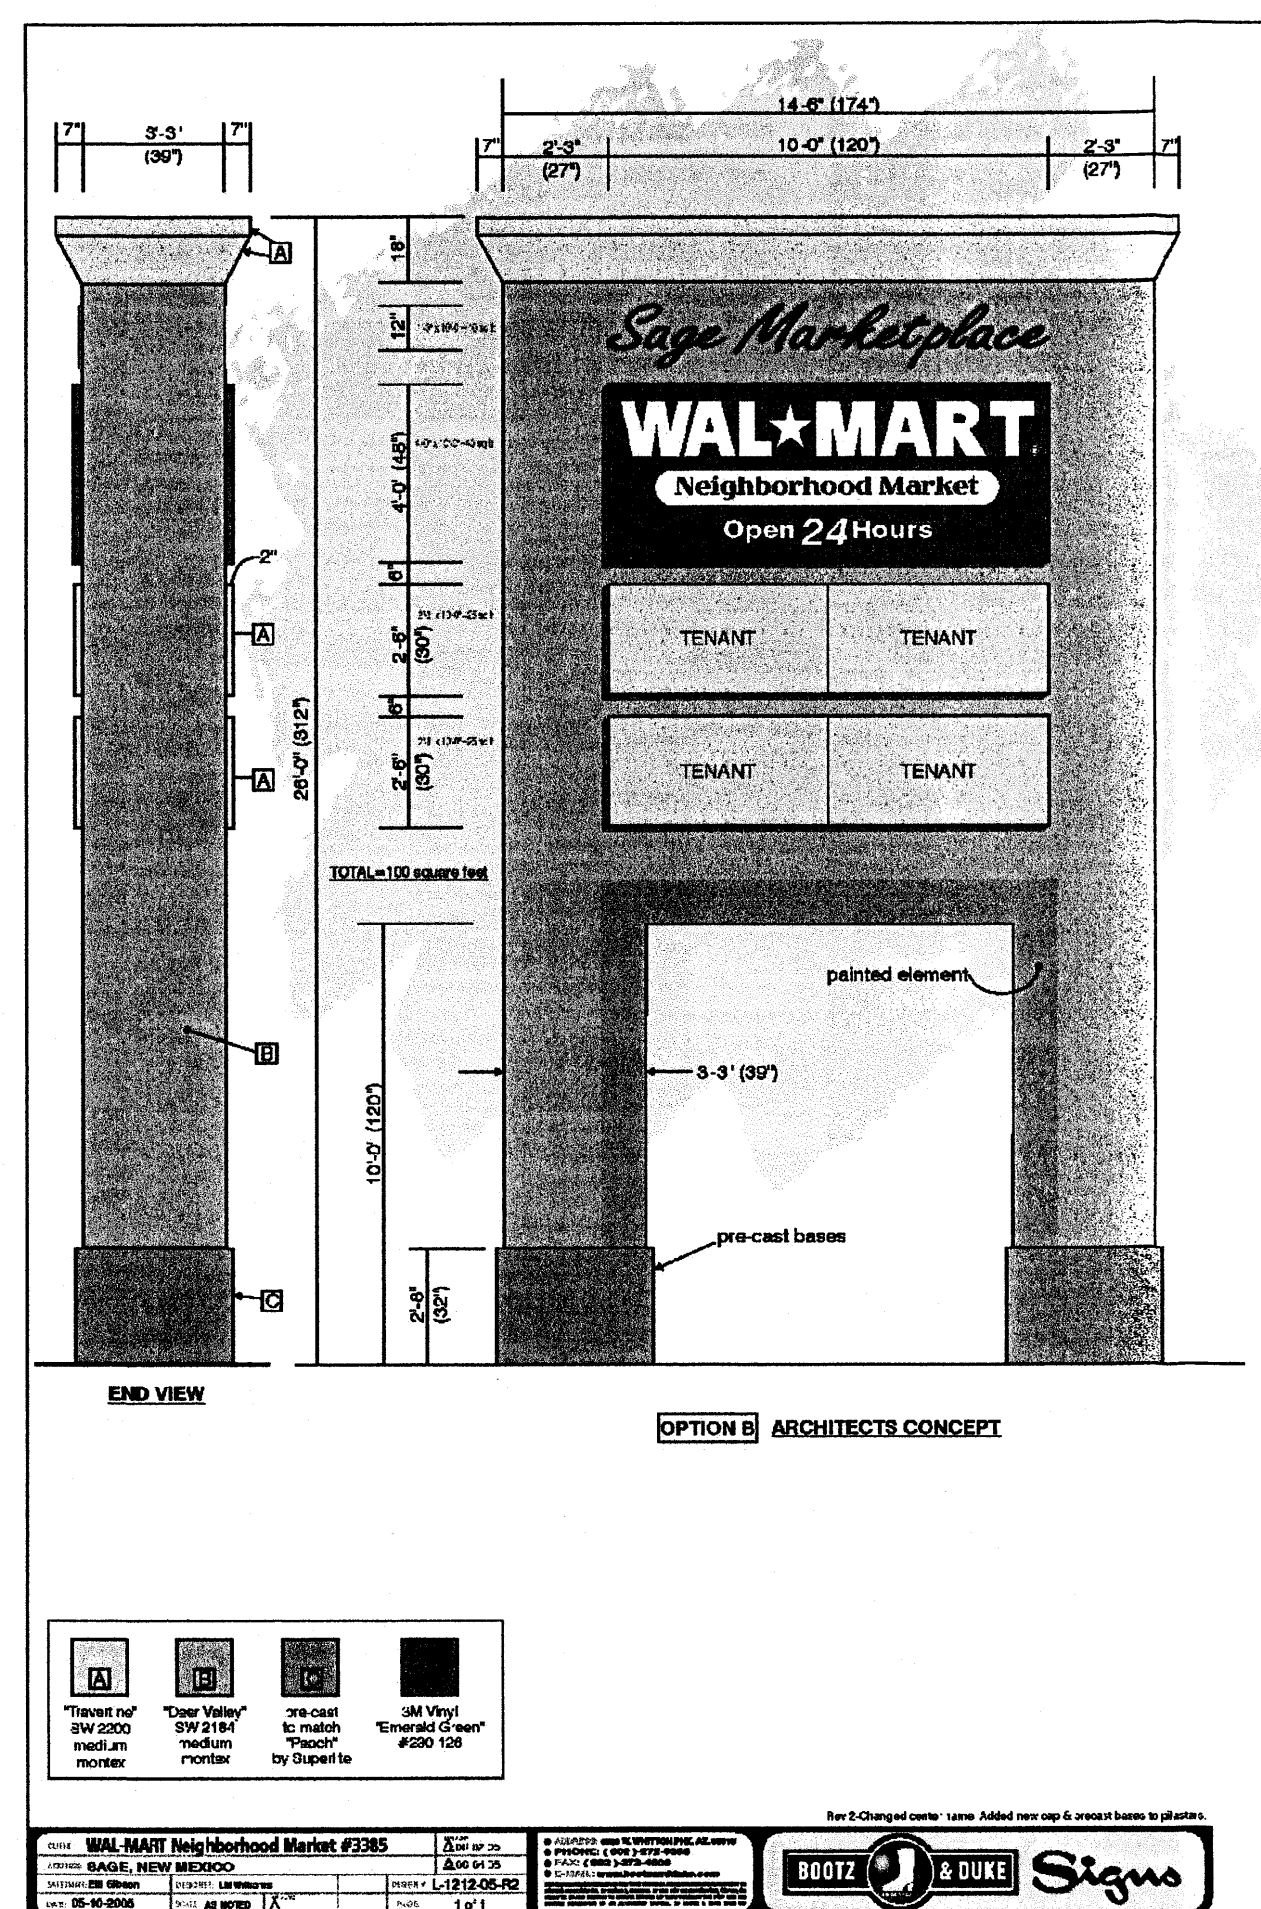 14-6" (174")
7" 3'-3' 7"
(39")
7" 2'-3" 10-0" (120") 2'-3" 7"
(27") (27")
A
18"
12"
Sage Marketplace
WAL★MART
Neighborhood Market
Open 24 Hours
4'-0' (48")
2"
6"
A
2'-6" (30")
TENANT TENANT
6"
A
2'-6" (30")
TENANT TENANT
26'-0" (312")
TOTAL=100 square feet
painted element
B
3-3' (39")
10'-0' (120")
pre-cast bases
C
2'-8" (32")
END VIEW
OPTION B ARCHITECTS CONCEPT
A B C
"Travertine" "Deer Valley" pre-cast 3M Vinyl
SW 2200 SW 2184 to match "Emerald Green"
medium medium "Peach" #230 126
montex montex by Superlite
Rev 2-Changed center name. Added new cap & precast bases to pilasters.
WAL-MART Neighborhood Market #3385
SAGE, NEW MEXICO
L-1212-05-R2
DATE: 05-10-2005 AS NOTED PAGE: 1 of 1
BOOTZ & DUKE Signs